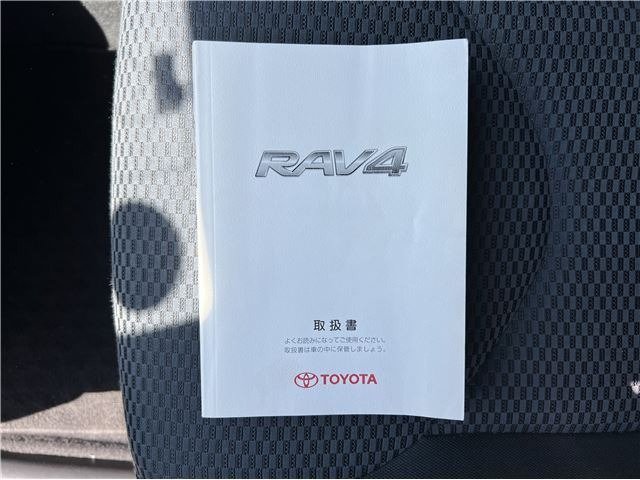 RAV4
取扱書
よくお読みになってご使用ください。
取扱書は車の中に保管しましょう。
TOYOTA